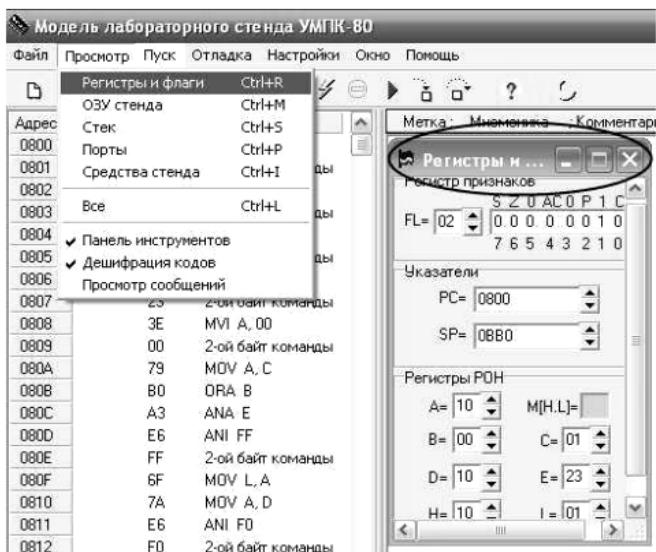 Модель лабораторного стенда УМПК-80
Файл Просмотр Пуск Отладка Настройки Окно Помощь
Регистры и флаги Ctrl+R
ОЗУ стенда Ctrl+M
Стек Ctrl+S
Порты Ctrl+P
Средства стенда Ctrl+I
Все Ctrl+L
Панель инструментов
Дешифрация кодов
Просмотр сообщений
?
Адрес
0800
0801 ды
0802
0803 ды
0804
0805 ды
0806
0807 23 2-ой байт команды
0808 3E MVI A, 00
0809 00 2-ой байт команды
080A 79 MOV A, C
080B B0 ORA B
080C A3 ANA E
080D E6 ANI FF
080E FF 2-ой байт команды
080F 6F MOV L, A
0810 7A MOV A, D
0811 E6 ANI F0
0812 F0 2-ой байт команды
Метка : Мнемоника ; Комментари
Регистры и ...
Регистр признаков
S Z 0 AC 0 P 1 C
FL= 02 0.0 0. 0 0 0 1 0
7 6 5 4 3 2 1 0
Указатели
PC= 0800
SP= 0BB0
Регистры РОН
A= 10 M[H.L]=
B= 00 C= 01
D= 10 E= 23
H= 10 L= 01